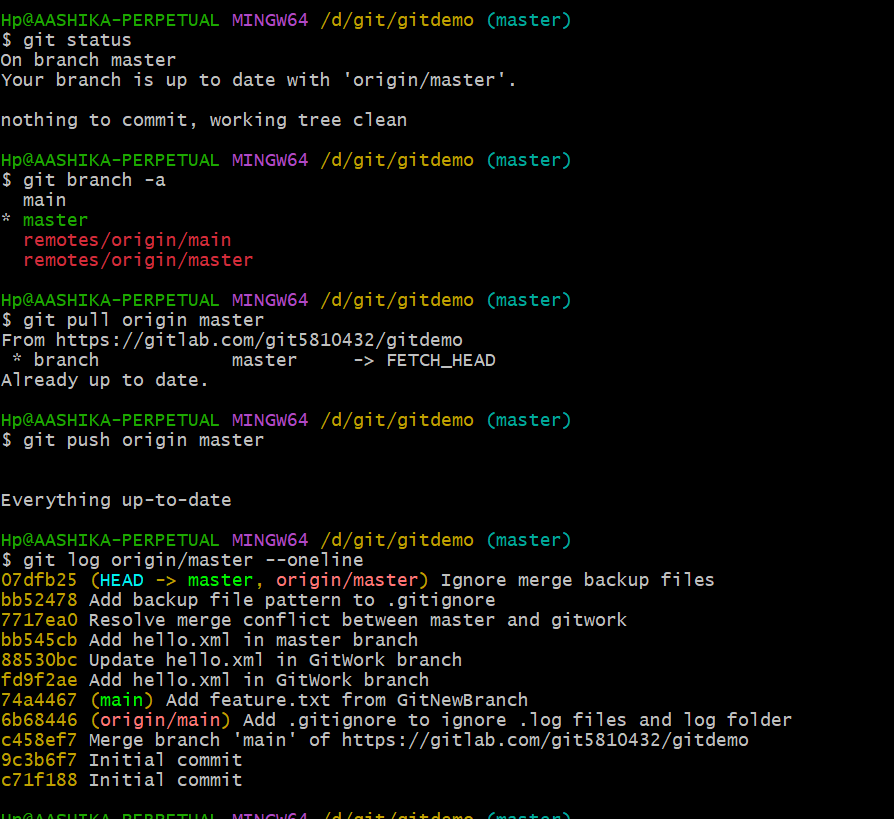 Hp@AASHIKA-PERPETUAL MINGW64 /d/git/gitdemo (master)
$ git status
On branch master
Your branch is up to date with 'origin/master'.
nothing to commit, working tree clean
Hp@AASHIKA-PERPETUAL MINGW64 /d/git/gitdemo (master)
$ git branch -a
main
* master
remotes/origin/main
remotes/origin/master
Hp@AASHIKA-PERPETUAL MINGW64 /d/git/gitdemo (master)
$ git pull origin master
From https://gitlab.com/git5810432/gitdemo
* branch master -> FETCH_HEAD
Already up to date.
Hp@AASHIKA-PERPETUAL MINGW64 /d/git/gitdemo (master)
$ git push origin master
Everything up-to-date
Hp@AASHIKA-PERPETUAL MINGW64 /d/git/gitdemo (master)
$ git log origin/master --oneline
07dfb25 (HEAD -> master, origin/master) Ignore merge backup files
bb52478 Add backup file pattern to .gitignore
7717ea0 Resolve merge conflict between master and gitwork
bb545cb Add hello.xml in master branch
88530bc Update hello.xml in GitWork branch
fd9f2ae Add hello.xml in GitWork branch
74a4467 (main) Add feature.txt from GitNewBranch
6b68446 (origin/main) Add .gitignore to ignore .log files and log folder
c458ef7 Merge branch 'main' of https://gitlab.com/git5810432/gitdemo
9c3b6f7 Initial commit
c71f188 Initial commit
Hp@AASHIKA-PERPETUAL MINGW64 /d/git/gitdemo (master)